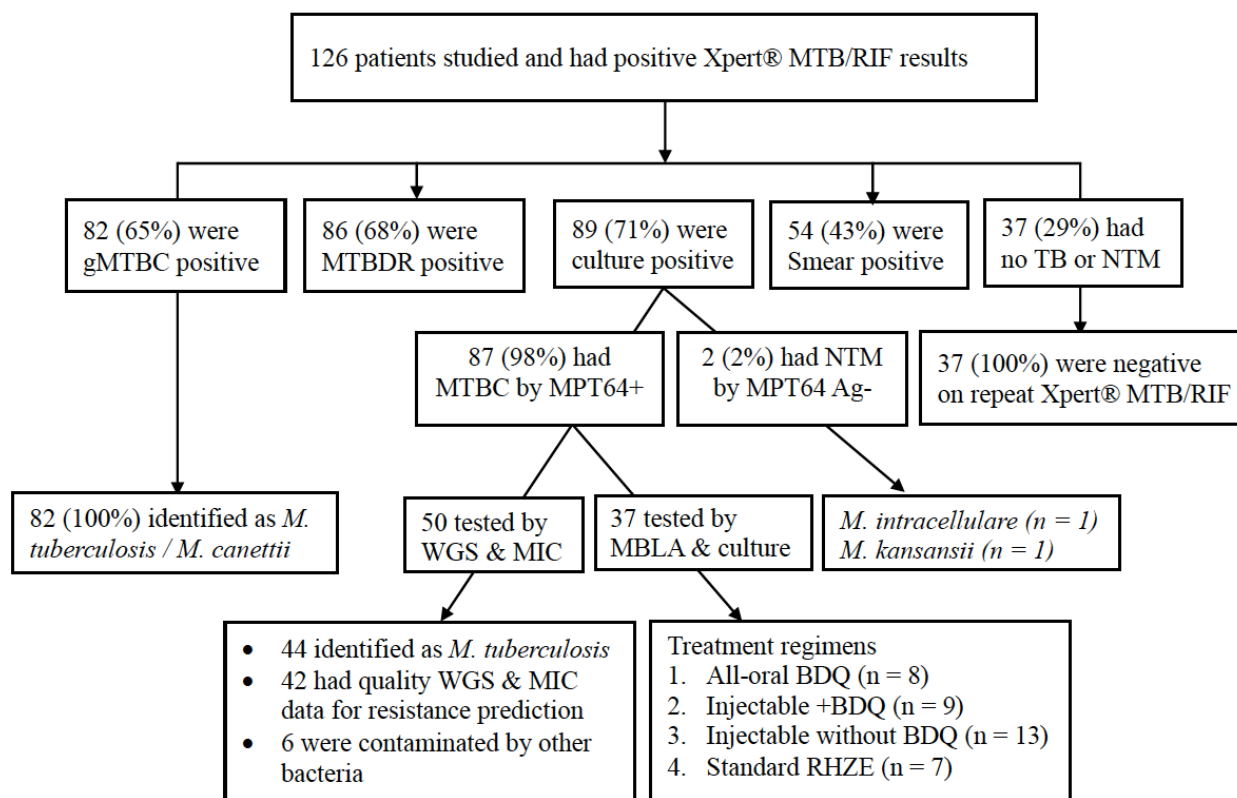 126 patients studied and had positive Xpert® MTB/RIF results
82 (65%) were
gMTBC positive
86 (68%) were
MTBDR positive
89 (71%) were
culture positive
54 (43%) were
Smear positive
37 (29%) had
no TB or NTM
87 (98%) had
MTBC by MPT64+
2 (2%) had NTM
by MPT64 Ag-
37 (100%) were negative
on repeat Xpert® MTB/RIF
82 (100%) identified as M.
tuberculosis / M. canettii
50 tested by
WGS & MIC
37 tested by
MBLA & culture
M. intracellulare (n = 1)
M. kansansii (n = 1)
• 44 identified as M. tuberculosis
• 42 had quality WGS & MIC
data for resistance prediction
• 6 were contaminated by other
bacteria
Treatment regimens
1. All-oral BDQ (n = 8)
2. Injectable +BDQ (n = 9)
3. Injectable without BDQ (n = 13)
4. Standard RHZE (n = 7)